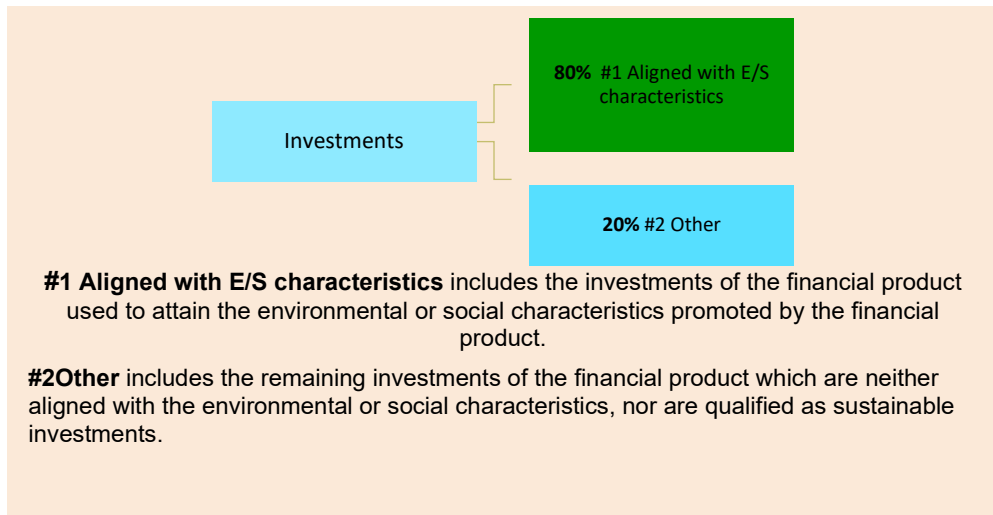 80% #1 Aligned with E/S
characteristics
Investments
20% #2 Other
#1 Aligned with E/S characteristics includes the investments of the financial product
used to attain the environmental or social characteristics promoted by the financial
product.
#2Other includes the remaining investments of the financial product which are neither
aligned with the environmental or social characteristics, nor are qualified as sustainable
investments.